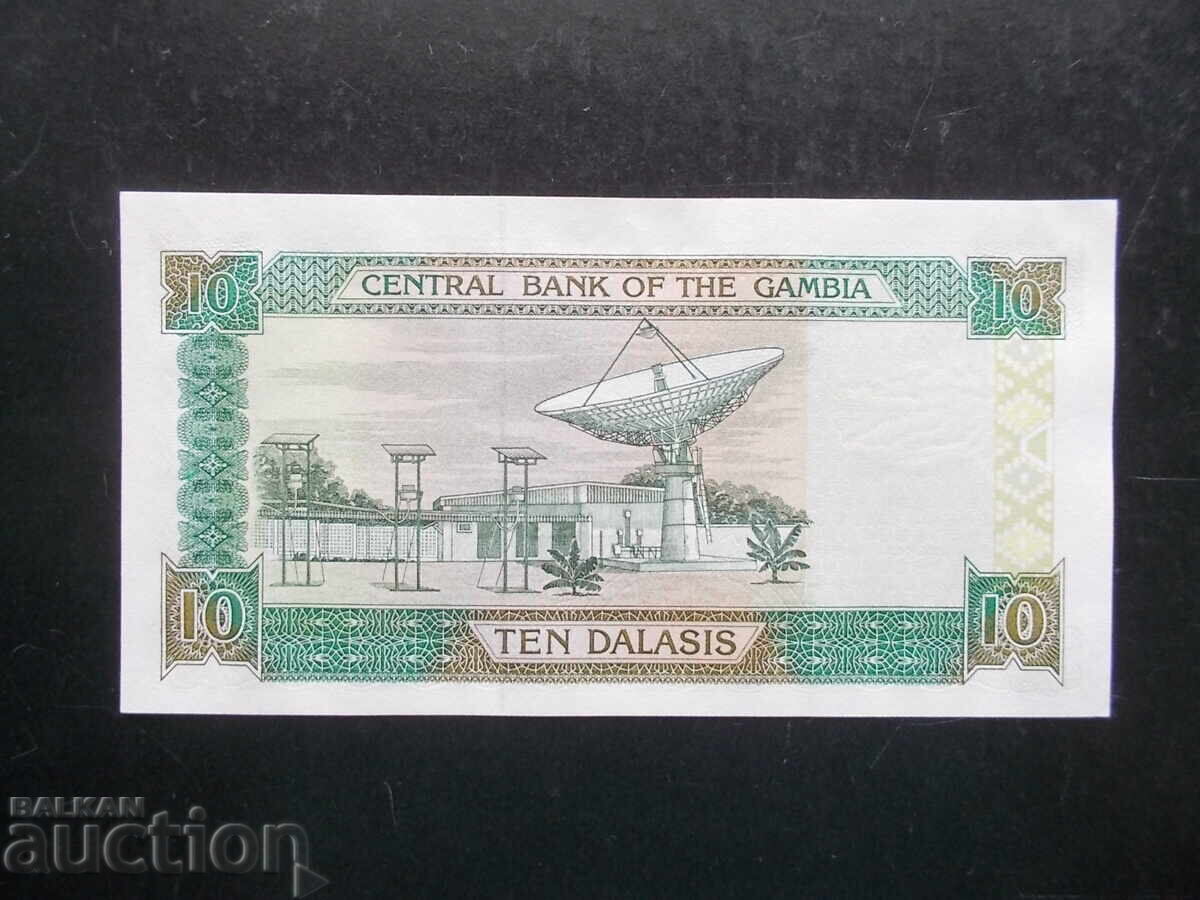 10 CENTRAL BANK OF THE GAMBIA 10
10 TEN DALASIS 10
BALKAN
auction